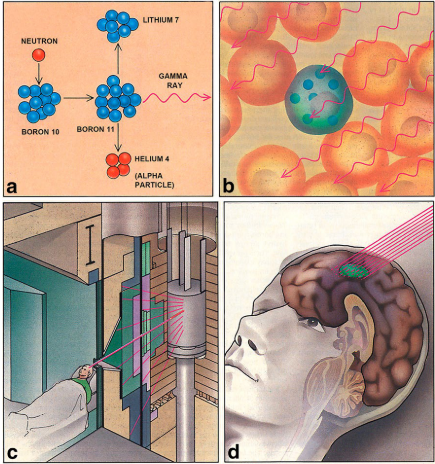 LITHIUM 7
NEUTRON
GAMMA
RAY
BORON 10
BORON 11
HELIUM 4
(ALPHA
PARTICLE)
a
b
c
d